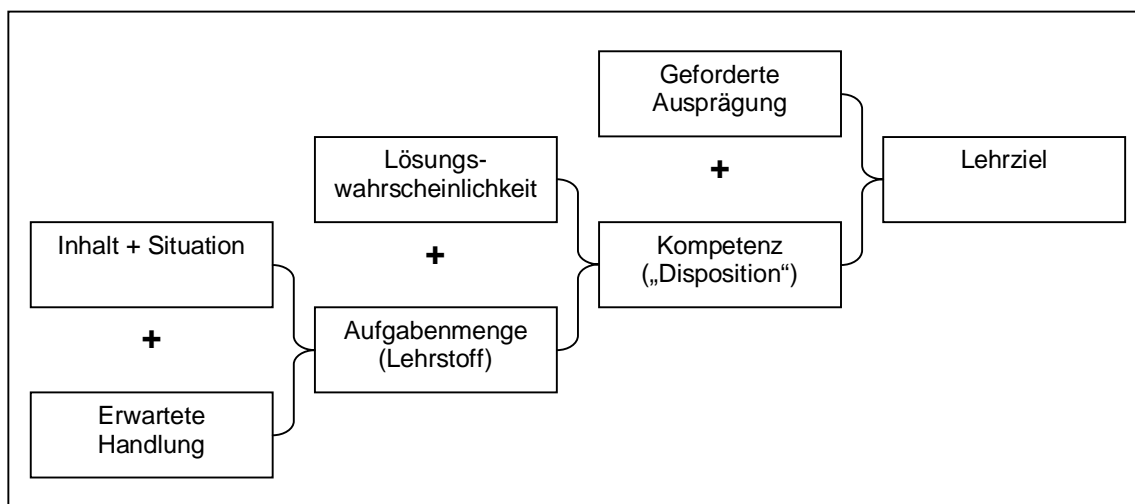 Geforderte
Ausprägung
+
Lehrziel
Lösungs-
wahrscheinlichkeit
+
Kompetenz
(„Disposition“)
Inhalt + Situation
+
Erwartete
Handlung
Aufgabenmenge
(Lehrstoff)